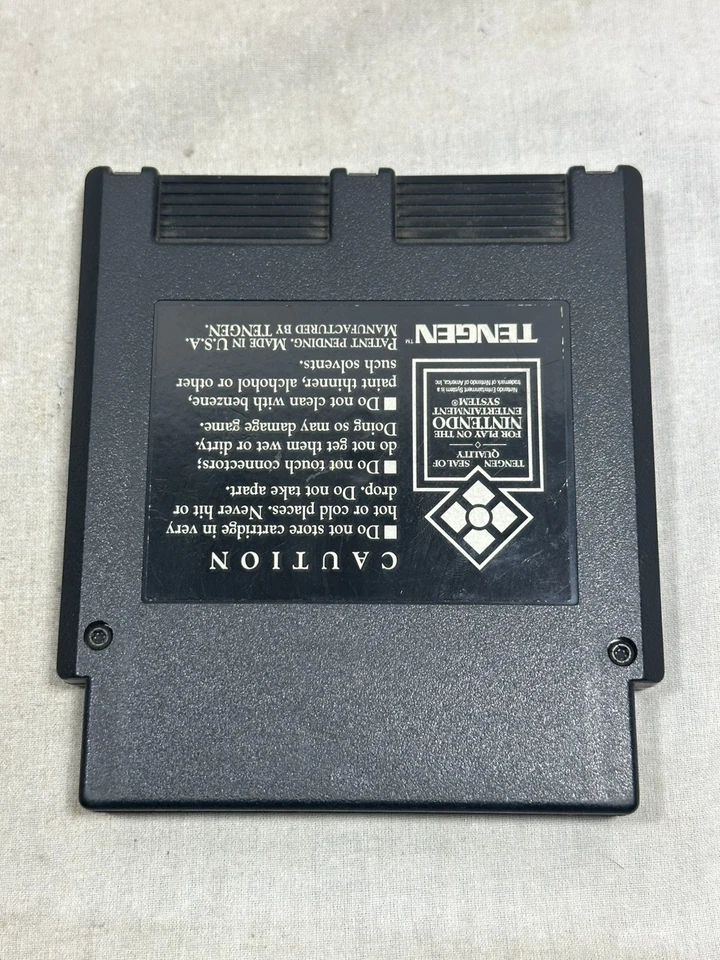 TENGEN
SEAL OF
QUALITY
FOR PLAY ON THE
NINTENDO
ENTERTAINMENT
SYSTEM®
Nintendo Entertainment System is a
trademark of Nintendo of America, Inc.
TENGEN™
CAUTION
■ Do not store cartridge in very
hot or cold places. Never hit or
drop. Do not take apart.
■ Do not touch connectors;
do not get them wet or dirty.
Doing so may damage game.
■ Do not clean with benzene,
paint thinner, alchohol or other
such solvents.
PATENT PENDING. MADE IN U.S.A.
MANUFACTURED BY TENGEN.